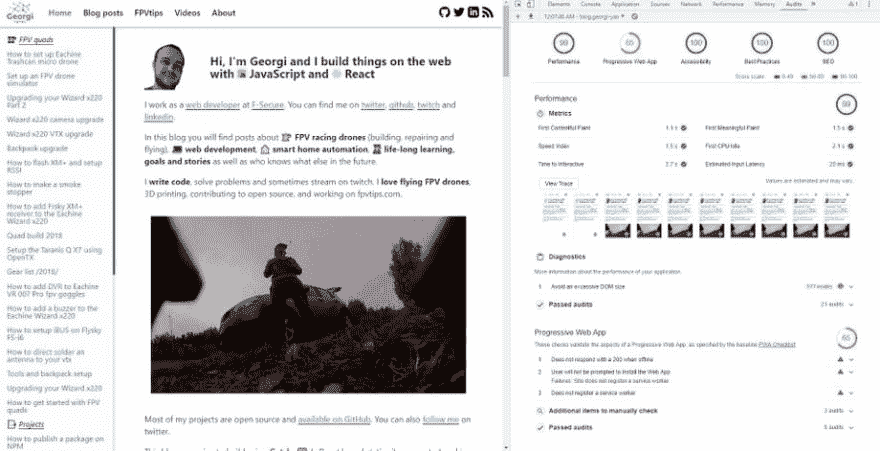 Georgi
Home Blog posts FPVtips Videos About
FPV quads
How to set up Eachine
Trashcan micro drone
Set up an FPV drone
simulator
Upgrading your Wizard x220
Part 2
Wizard x220 camera upgrade
Wizard x220 VTX upgrade
Backpack upgrade
How to flash XM+ and setup
RSSI
How to make a smoke
stopper
How to add Frsky XM+
receiver to the Eachine
Wizard x220
Quad build 2018
Setup the Taranis Q X7 using
OpenTX
Gear list /2018/
How to add DVR to Eachine
VR 007 Pro fpv goggles
How to add a buzzer to the
Eachine Wizard x220
How to setup iBUS on Flysky
FS-i6
How to direct solder an
antenna to your vtx
Tools and backpack setup
Upgrading your Wizard x220
How to get started with FPV
quads
Projects
How to publish a package on
NPM
Hi, I'm Georgi and I build things on the web
with JavaScript and React
I work as a web developer at F-Secure. You can find me on twitter, github, twitch and
linkedin.
In this blog you will find posts about FPV racing drones (building, repairing and
flying), web development, smart home automation, life-long learning,
goals and stories as well as who knows what else in the future.
I write code, solve problems and sometimes stream on twitch. I love flying FPV drones,
3D printing, contributing to open source, and working on fpvtips.com.
Most of my projects are open source and available on GitHub. You can also follow me on
twitter.
Elements Console Application Sources Network Performance Memory Audits
99 65 100 100 100
Performance Progressive Web App Accessibility Best Practices SEO
Score scale: 0-49 50-89 90-100
Performance 99
Metrics
First Contentful Paint 1.1 s First Meaningful Paint 1.5 s
Speed Index 1.5 s First CPU Idle 2.1 s
Time to Interactive 2.7 s Estimated Input Latency 20 ms
View Trace Values are estimated and may vary.
Diagnostics
More information about the performance of your application.
1 Avoid an excessive DOM size
Passed audits 21 audits
Progressive Web App 65
These checks validate the aspects of a Progressive Web App, as specified by the baseline PWA Checklist
1 Does not respond with a 200 when offline
2 User will not be prompted to Install the Web App
Failures: Site does not register a service worker
3 Does not register a service worker
Additional items to manually check 3 audits
Passed audits